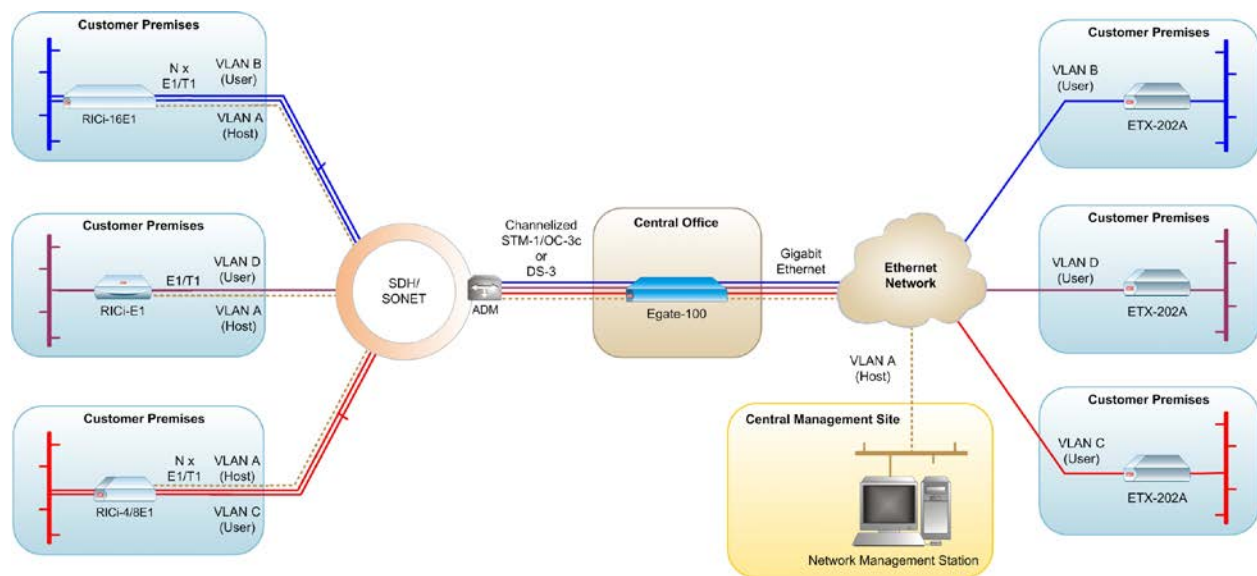 Customer Premises
N x
E1/T1
VLAN B
(User)
RICi-16E1
VLAN A
(Host)
Customer Premises
E1/T1
VLAN D
(User)
RICi-E1
VLAN A
(Host)
Customer Premises
N x
E1/T1
VLAN A
(Host)
RICi-4/8E1
VLAN C
(User)
SDH/
SONET
ADM
Channelized
STM-1/OC-3c
or
DS-3
Central Office
Egate-100
Gigabit
Ethernet
Ethernet
Network
VLAN A
(Host)
Central Management Site
Network Management Station
Customer Premises
VLAN B
(User)
ETX-202A
Customer Premises
VLAN D
(User)
ETX-202A
Customer Premises
VLAN C
(User)
ETX-202A